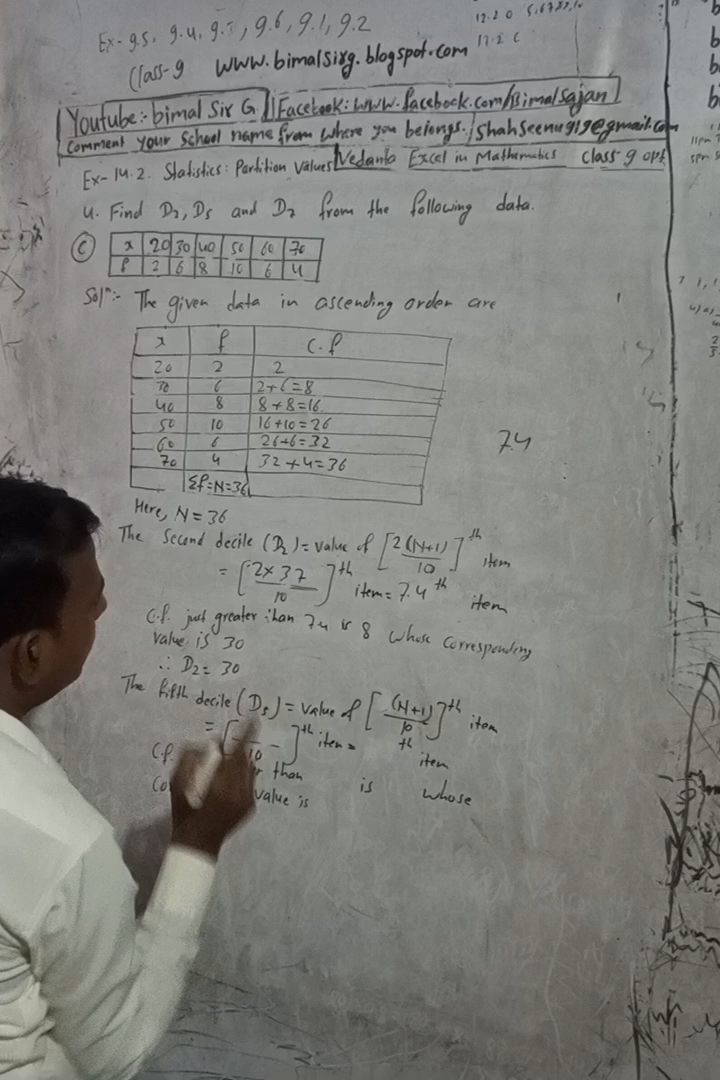 Ex- 9.5, 9.4, 9., 9.6, 9.1, 9.2
Class-9 www.bimalsirg.blogspot.com
Youtube:- bimal Sir G Facebook: www.facebook.com/Bimalsajan
Comment your School name from where you belongs. shahseenu919@gmail.com
Ex- 14.2. Statistics: Partition Values Vedanta Excel in Mathematics class-9 opt
4. Find D2, D5 and D7 from the following data.
C
x 20 30 40 50 60 70
f 2 6 8 10 6 4
Solⁿ:- The given data in ascending order are
x f C.f
20 2 2
30 6 2+6=8
40 8 8+8=16
50 10 16+10=26
60 6 26+6=32
70 4 32+4=36
Σf=N=36
7.4
Here, N = 36
The Second decile (D2) = value of [2(N+1)/10]th item
= [2×37/10]th item = 7.4th item
C.f. just greater than 7.4 is 8 whose corresponding
value is 30
∴ D2 = 30
The fifth decile (D5) = value of [(N+1)/10]th item
= [/10]th item = th item
C.f. than is whose
value is